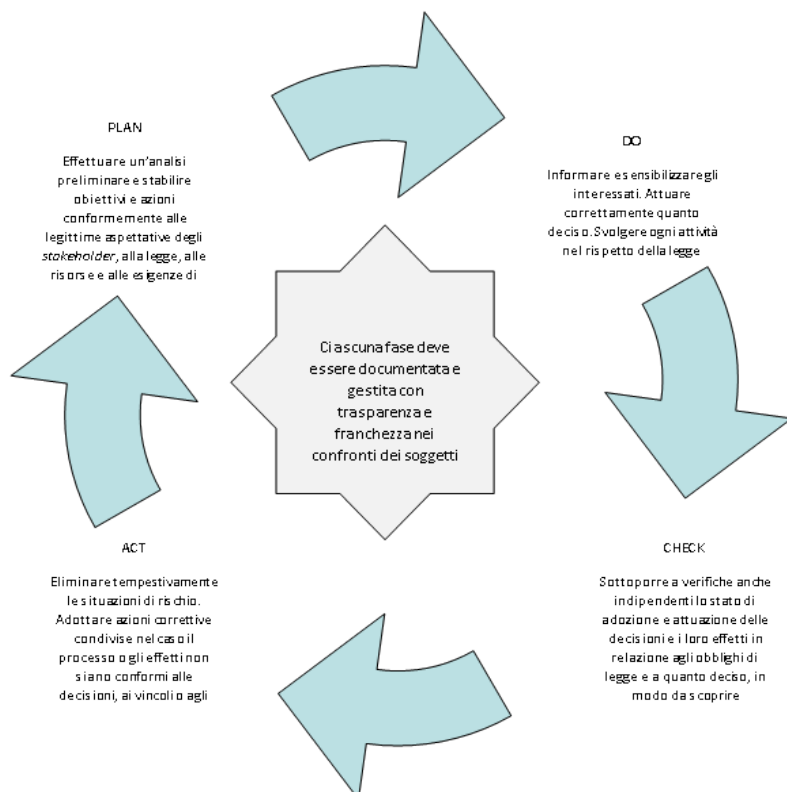 PLAN
Effettuare un'analisi
preliminare e stabilire
obiettivi e azioni
conformemente alle
legittime aspettative degli
stakeholder, alla legge, alle
risorse e alle esigenze di
DO
Informare e sensibilizzare gli
interessati. Attuare
correttamente quanto
deciso. Svolgere ogni attività
nel rispetto della legge
Ciascuna fase deve
essere documentata e
gestita con
trasparenza e
franchezza nei
confronti dei soggetti
ACT
Eliminare tempestivamente
le situazioni di rischio.
Adottare azioni correttive
condivise nel caso il
processo o gli effetti non
siano conformi alle
decisioni, ai vincoli o agli
CHECK
Sottoporre a verifiche anche
indipendenti lo stato di
adozione e attuazione delle
decisioni e i loro effetti in
relazione agli obblighi di
legge e a quanto deciso, in
modo da scoprire